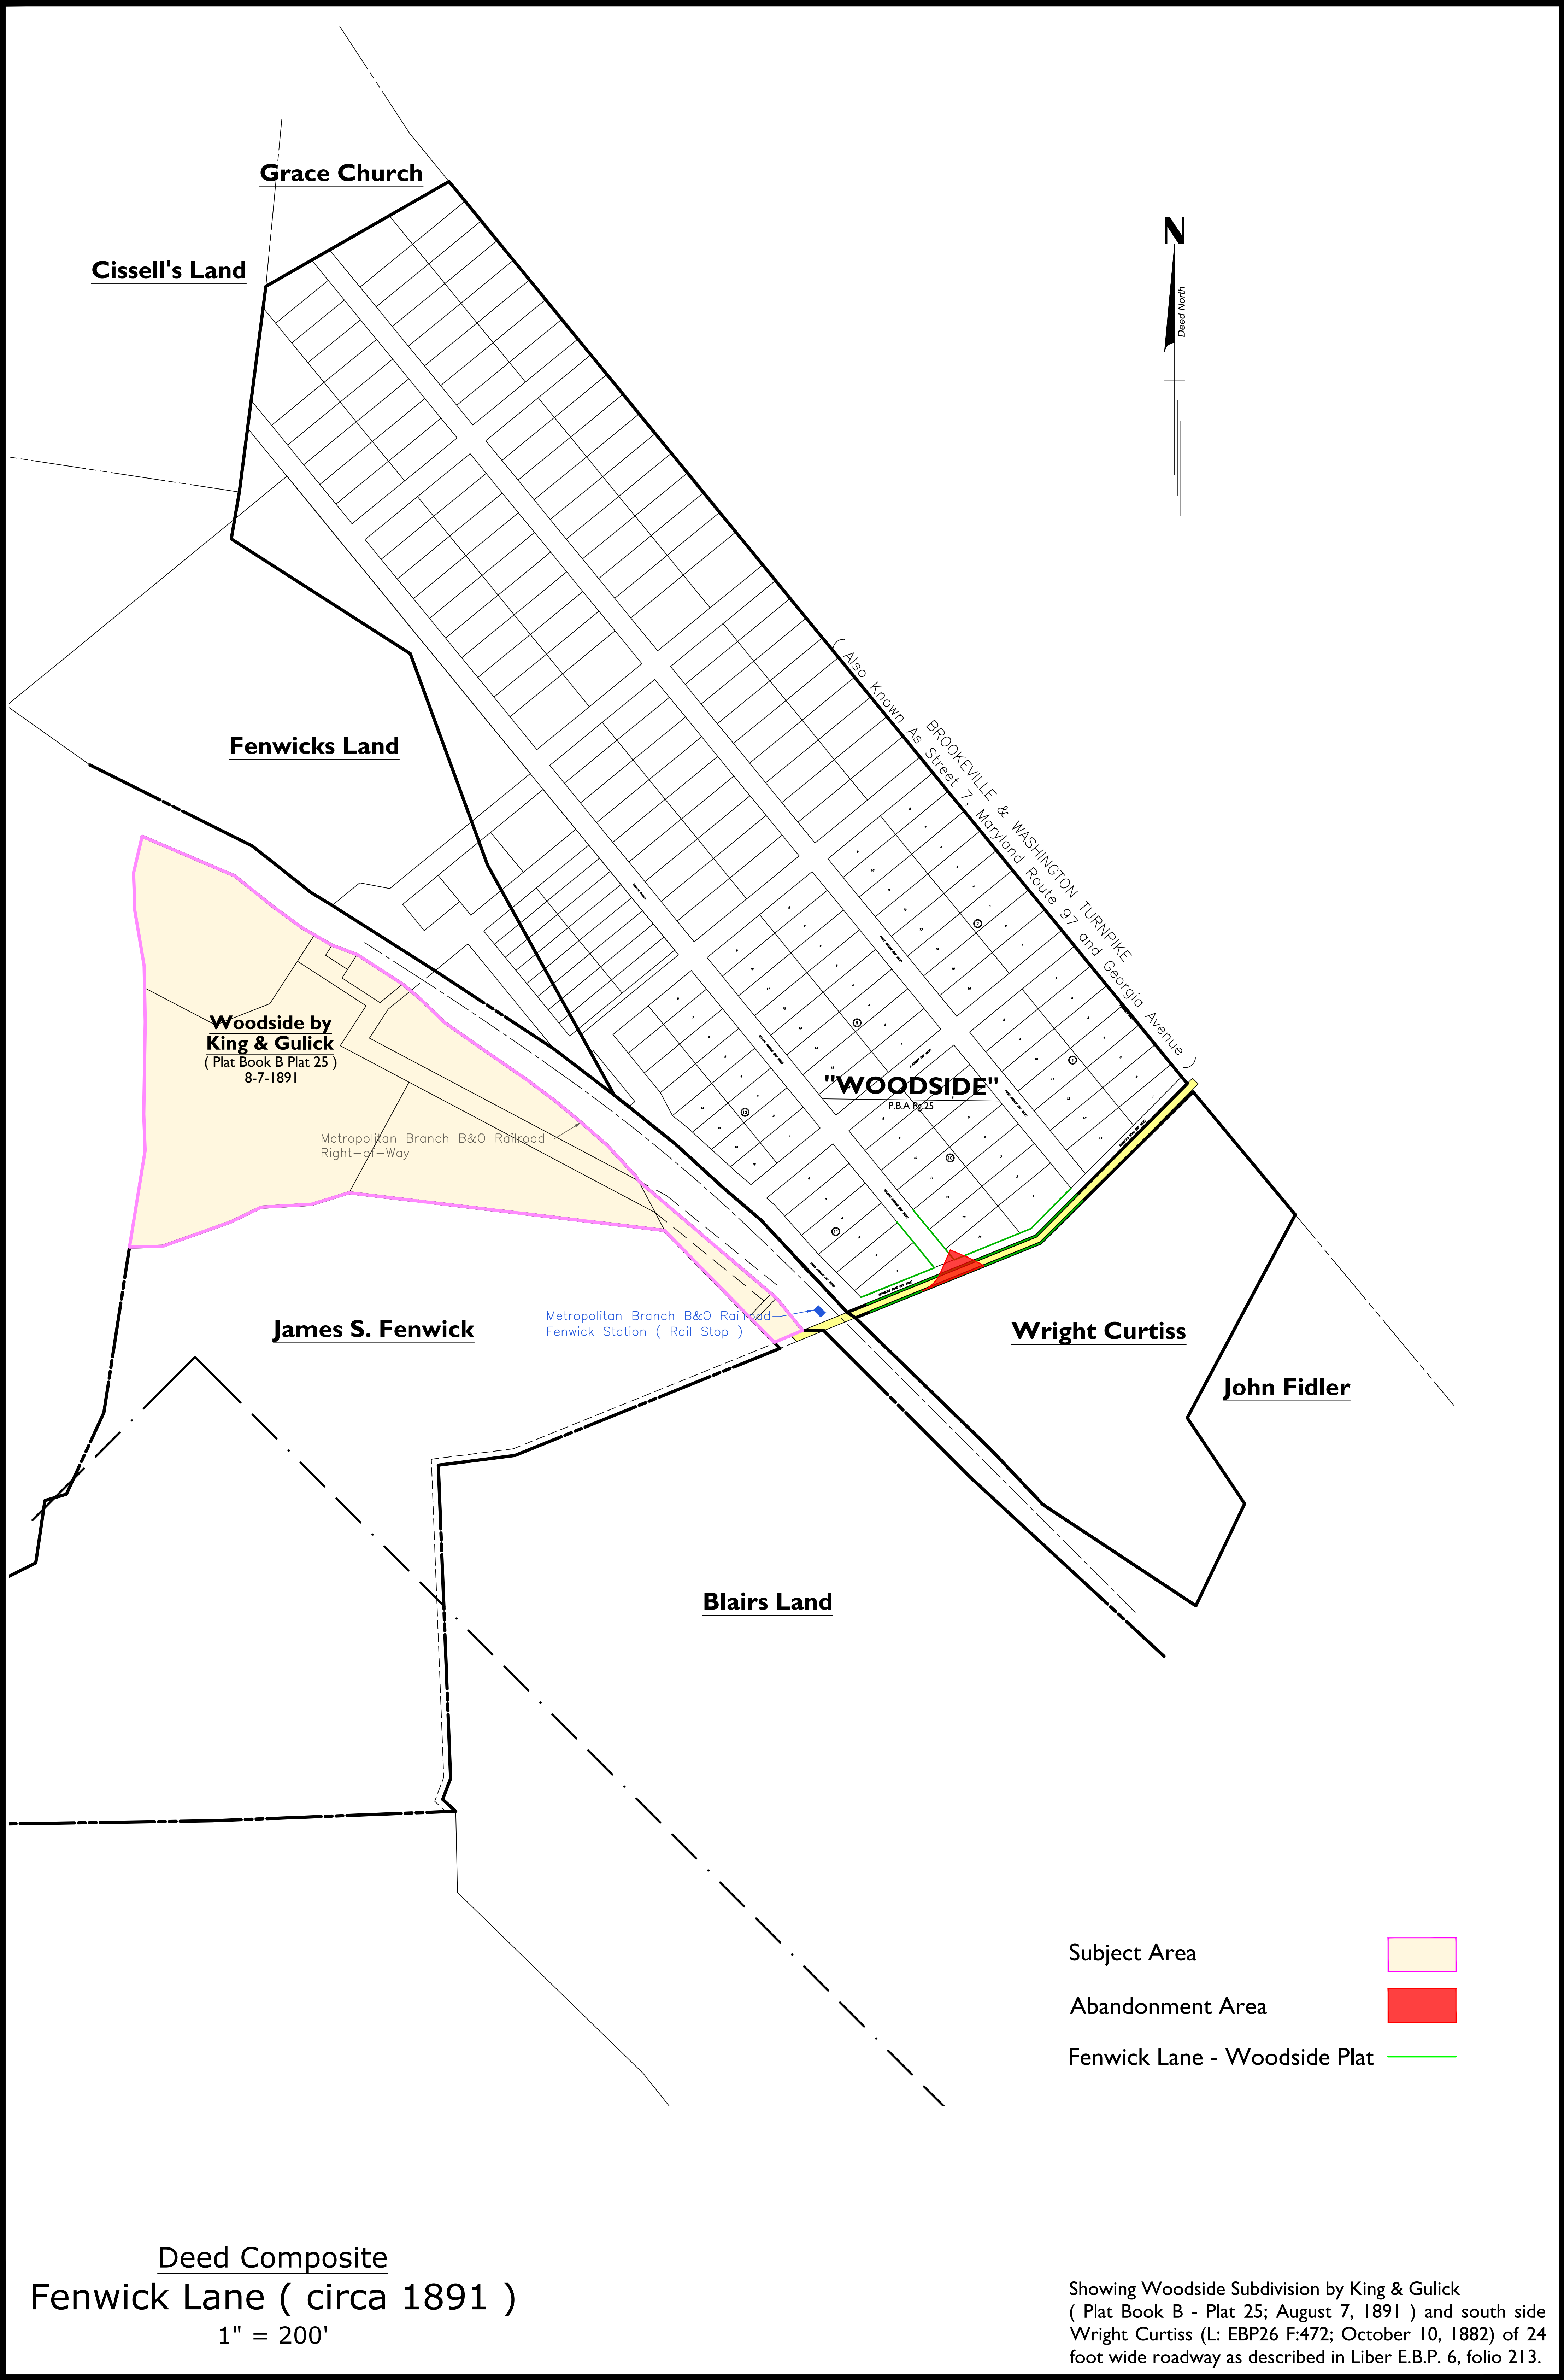 Grace Church
Cissell's Land
N
Deed North
Fenwicks Land
( Also Known As Street 7, Maryland Route 97 and Georgia Avenue )
BROOKEVILLE & WASHINGTON TURNPIKE
Woodside by
King & Gulick
( Plat Book B Plat 25 )
8-7-1891
"WOODSIDE"
P.B.A Pg.25
Metropolitan Branch B&O Railroad
Right-of-Way
Metropolitan Branch B&O Railroad
Fenwick Station ( Rail Stop )
James S. Fenwick
Wright Curtiss
John Fidler
Blairs Land
Subject Area
Abandonment Area
Fenwick Lane - Woodside Plat
Deed Composite
Fenwick Lane ( circa 1891 )
1" = 200'
Showing Woodside Subdivision by King & Gulick
( Plat Book B - Plat 25; August 7, 1891 ) and south side
Wright Curtiss (L: EBP26 F:472; October 10, 1882) of 24
foot wide roadway as described in Liber E.B.P. 6, folio 213.